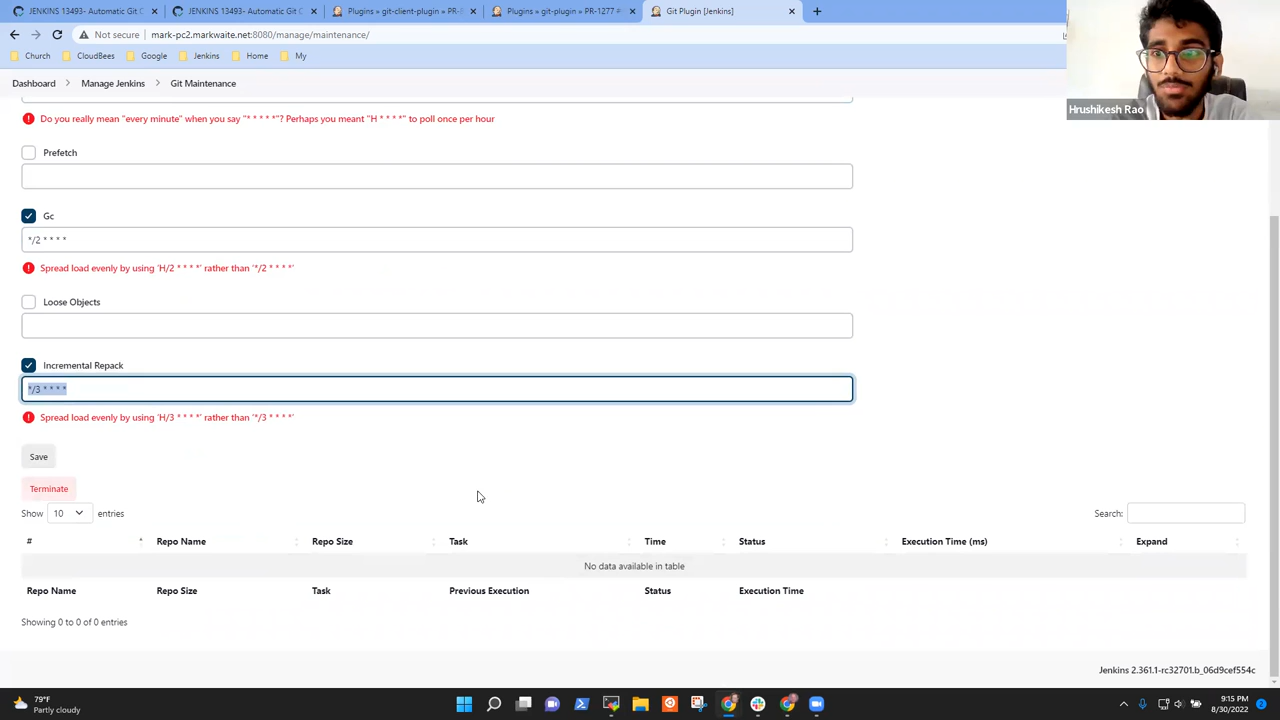 JENKINS 13493- Automatic Git C
JENKINS 13493- Automatic Git C
Plugins » git-client-plugin » PR-
Plugins » git-plugin » PR-1277 #
Git Plugin [Jenkins]
Not secure | mark-pc2.markwaite.net:8080/manage/maintenance/
Church CloudBees Google Jenkins Home My
Hrushikesh Rao
Dashboard Manage Jenkins Git Maintenance
Do you really mean "every minute" when you say "* * * * *"? Perhaps you meant "H * * * *" to poll once per hour
Prefetch
Gc
*/2 * * * *
Spread load evenly by using 'H/2 * * * *' rather than '*/2 * * * *'
Loose Objects
Incremental Repack
*/3 * * * *
Spread load evenly by using 'H/3 * * * *' rather than '*/3 * * * *'
Save
Terminate
Show 10 entries Search:
# Repo Name Repo Size Task Time Status Execution Time (ms) Expand
No data available in table
Repo Name Repo Size Task Previous Execution Status Execution Time
Showing 0 to 0 of 0 entries
Jenkins 2.361.1-rc32701.b_06d9cef554c
79°F
Partly cloudy
9:15 PM
8/30/2022
2